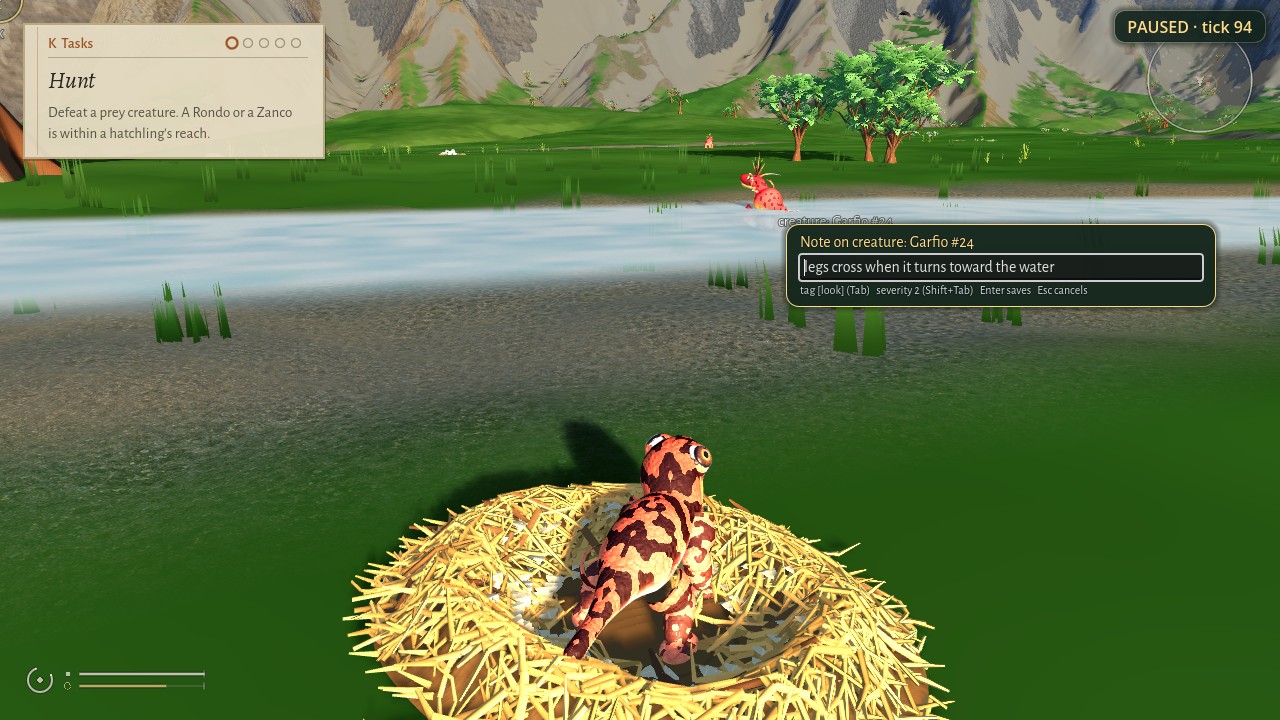 K Tasks
Hunt
Defeat a prey creature. A Rondo or a Zanco
is within a hatchling's reach.
PAUSED · tick 94
creature: Garfio #24
Note on creature: Garfio #24
legs cross when it turns toward the water
tag [look] (Tab) severity 2 (Shift+Tab) Enter saves Esc cancels